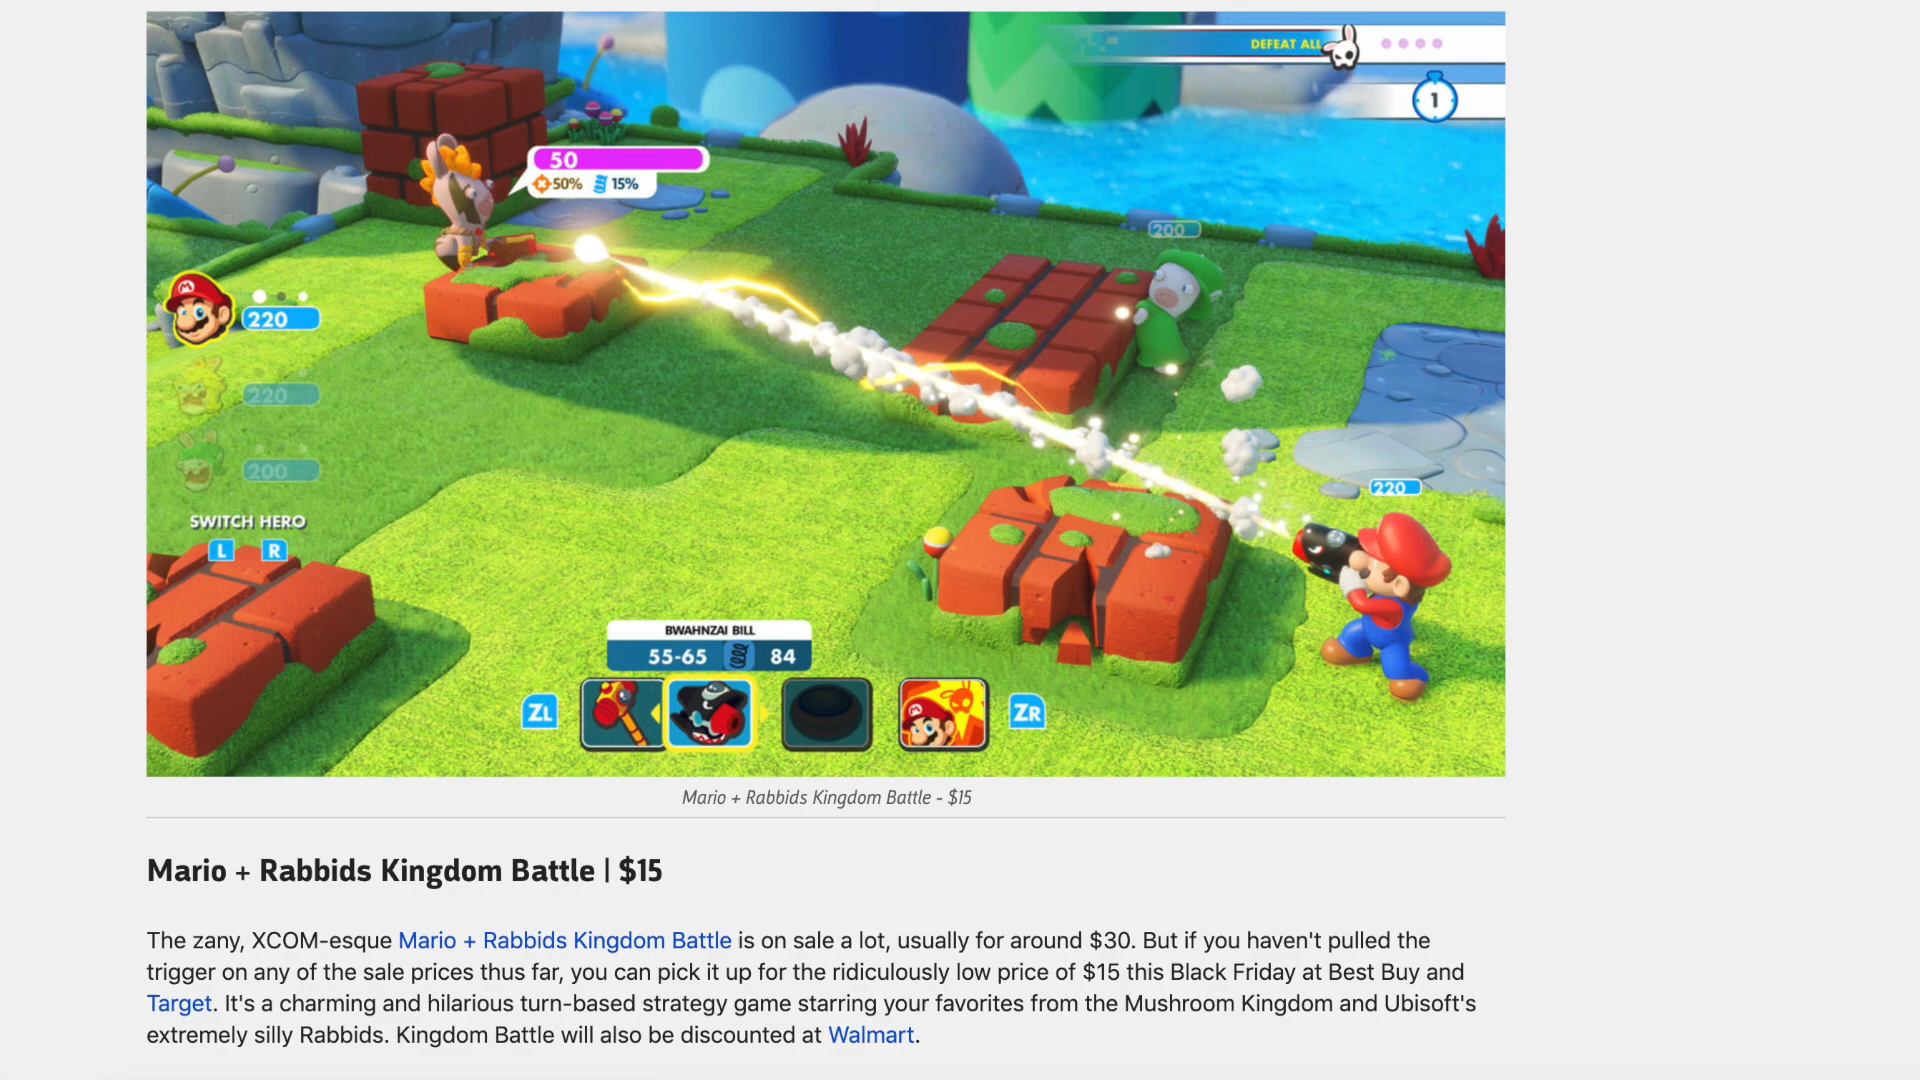 DEFEAT ALL
1
50
50% 15%
200
220
220
200
220
SWITCH HERO
L R
BWAHNZAI BILL
55-65 84
ZL ZR
Mario + Rabbids Kingdom Battle - $15
Mario + Rabbids Kingdom Battle | $15
The zany, XCOM-esque Mario + Rabbids Kingdom Battle is on sale a lot, usually for around $30. But if you haven't pulled the
trigger on any of the sale prices thus far, you can pick it up for the ridiculously low price of $15 this Black Friday at Best Buy and
Target. It's a charming and hilarious turn-based strategy game starring your favorites from the Mushroom Kingdom and Ubisoft's
extremely silly Rabbids. Kingdom Battle will also be discounted at Walmart.